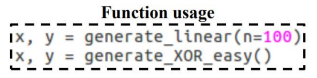 Function usage
x, y = generate_linear(n=100)
x, y = generate_XOR_easy()